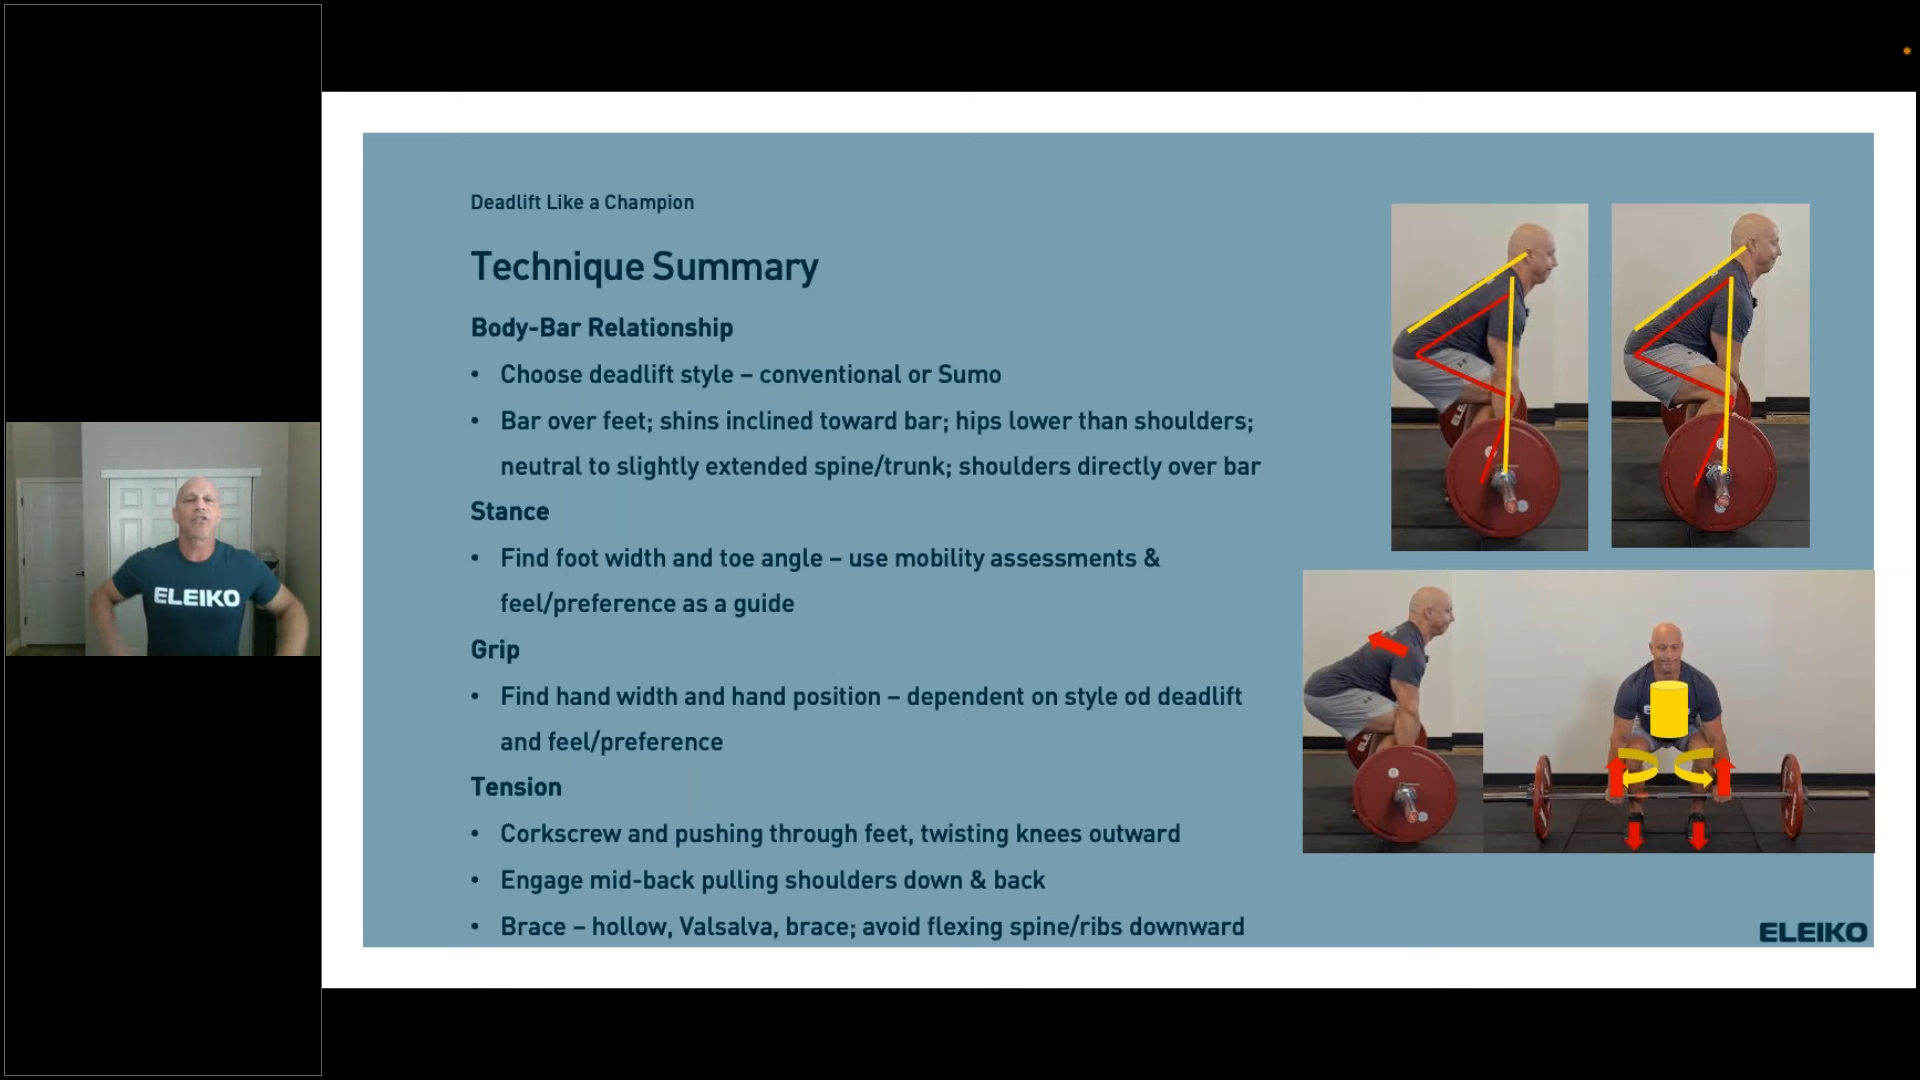 Deadlift Like a Champion
Technique Summary
Body-Bar Relationship
• Choose deadlift style – conventional or Sumo
• Bar over feet; shins inclined toward bar; hips lower than shoulders;
neutral to slightly extended spine/trunk; shoulders directly over bar
Stance
• Find foot width and toe angle – use mobility assessments &
feel/preference as a guide
Grip
• Find hand width and hand position – dependent on style od deadlift
and feel/preference
Tension
• Corkscrew and pushing through feet, twisting knees outward
• Engage mid-back pulling shoulders down & back
• Brace – hollow, Valsalva, brace; avoid flexing spine/ribs downward
ELEIKO
ELEIKO